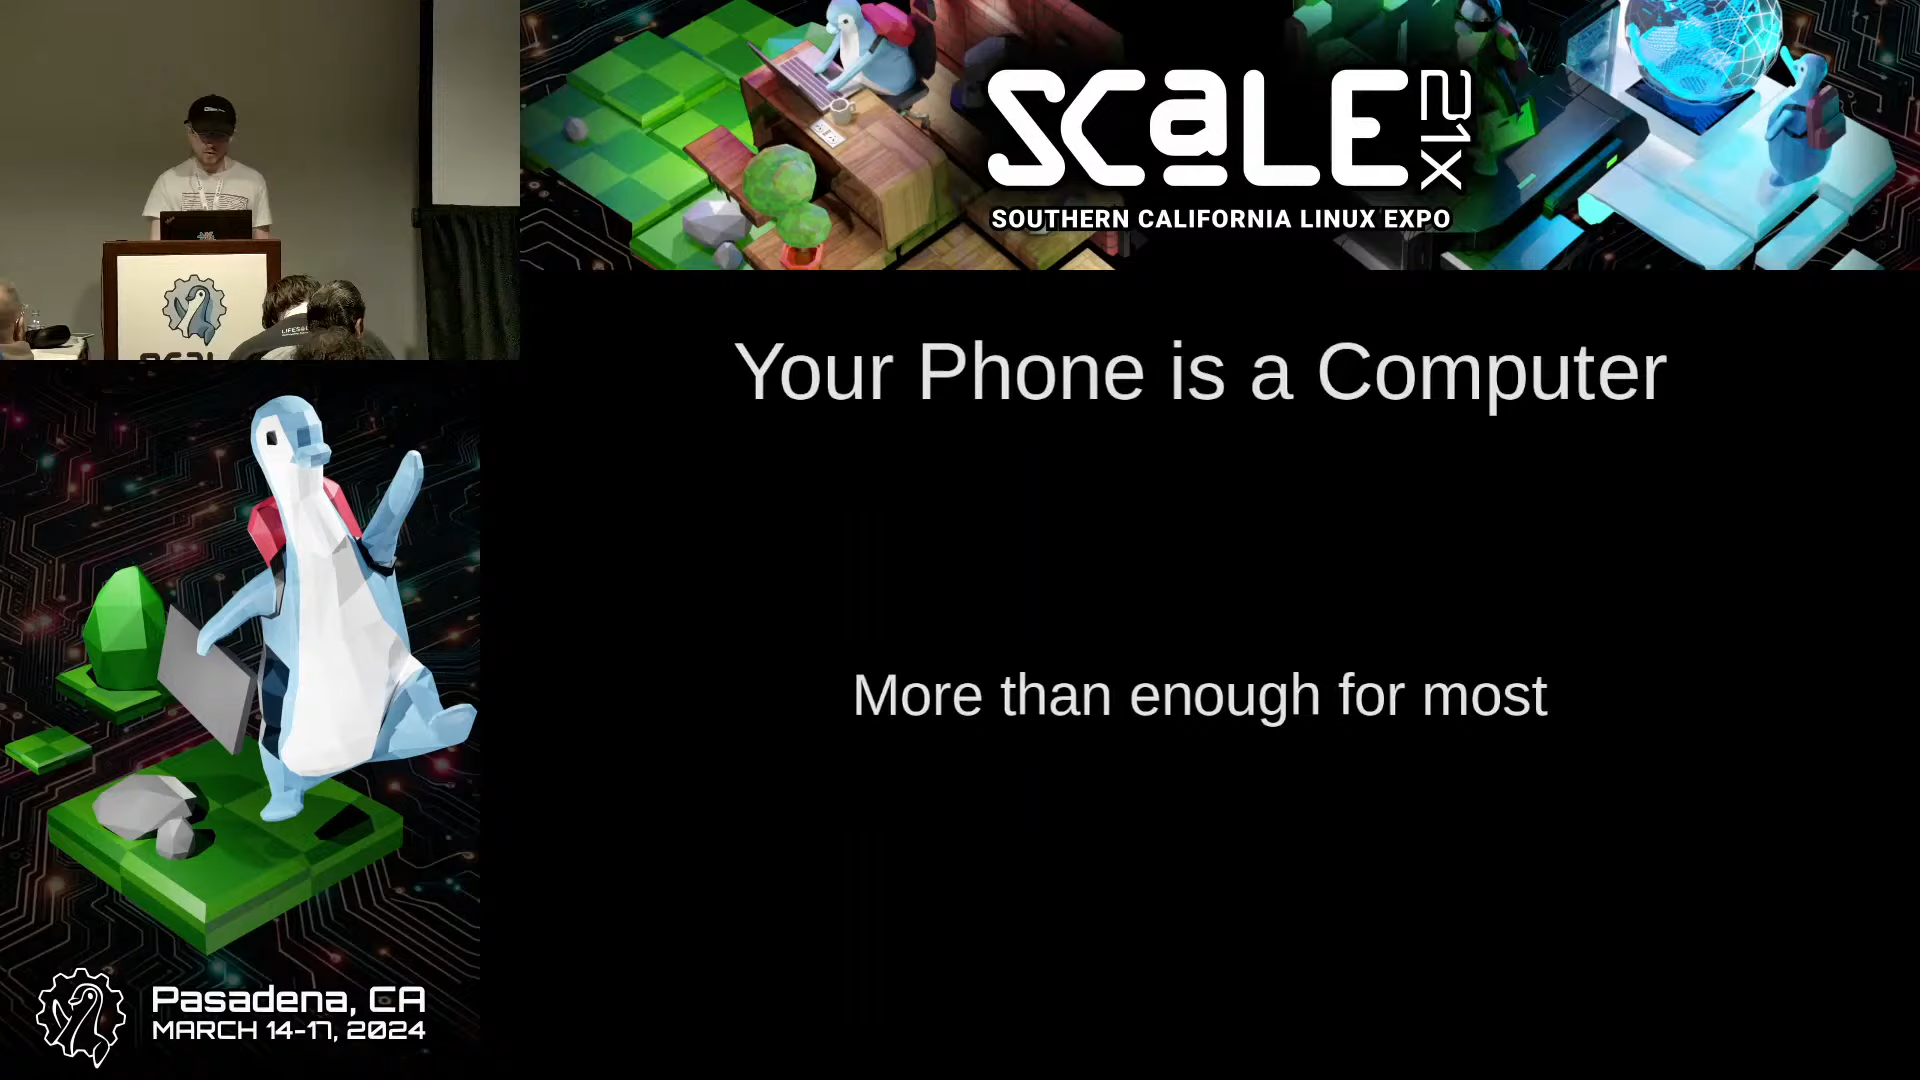 SCaLE 21X
SOUTHERN CALIFORNIA LINUX EXPO
Your Phone is a Computer
More than enough for most
Pasadena, CA
MARCH 14-17, 2024